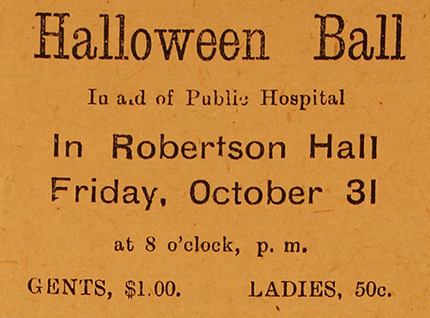 Halloween Ball
In aid of Public Hospital
In Robertson Hall
Friday, October 31
at 8 o'clock, p. m.
GENTS, $1.00. LADIES, 50c.